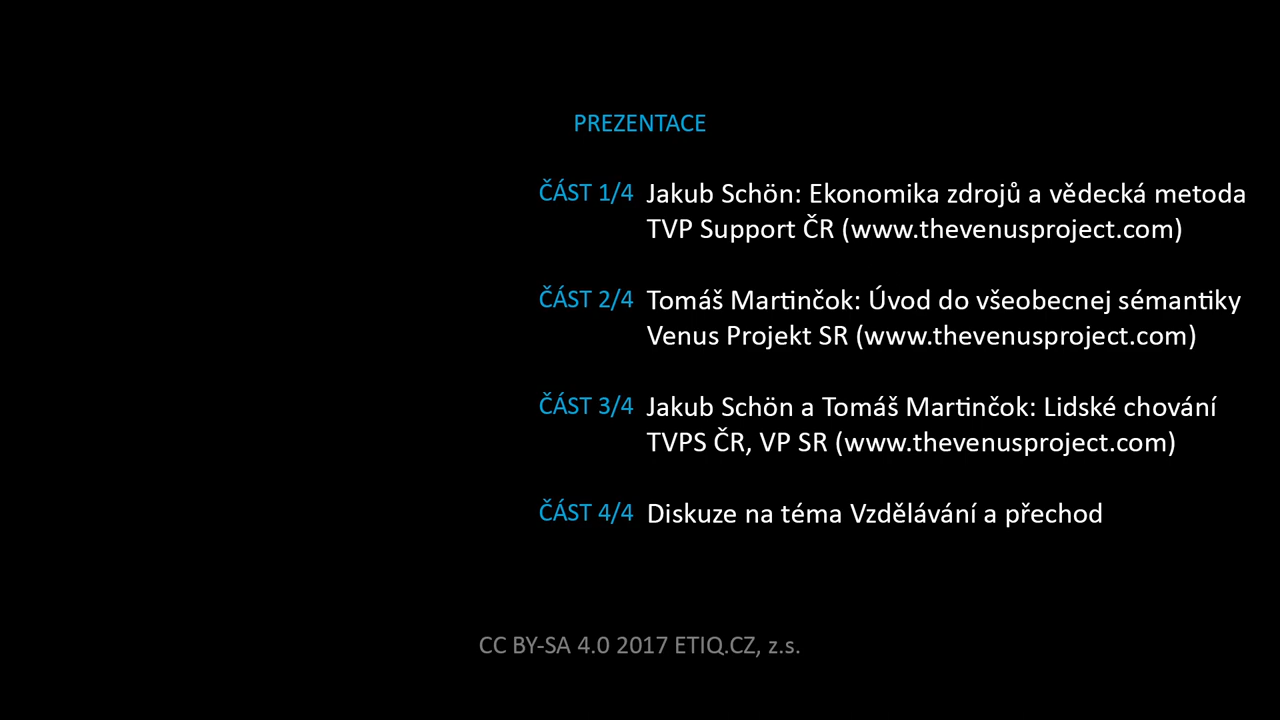 PREZENTACE
ČÁST 1/4 Jakub Schön: Ekonomika zdrojů a vědecká metoda
TVP Support ČR (www.thevenusproject.com)
ČÁST 2/4 Tomáš Martinčok: Úvod do všeobecnej sémantiky
Venus Projekt SR (www.thevenusproject.com)
ČÁST 3/4 Jakub Schön a Tomáš Martinčok: Lidské chování
TVPS ČR, VP SR (www.thevenusproject.com)
ČÁST 4/4 Diskuze na téma Vzdělávání a přechod
CC BY-SA 4.0 2017 ETIQ.CZ, z.s.